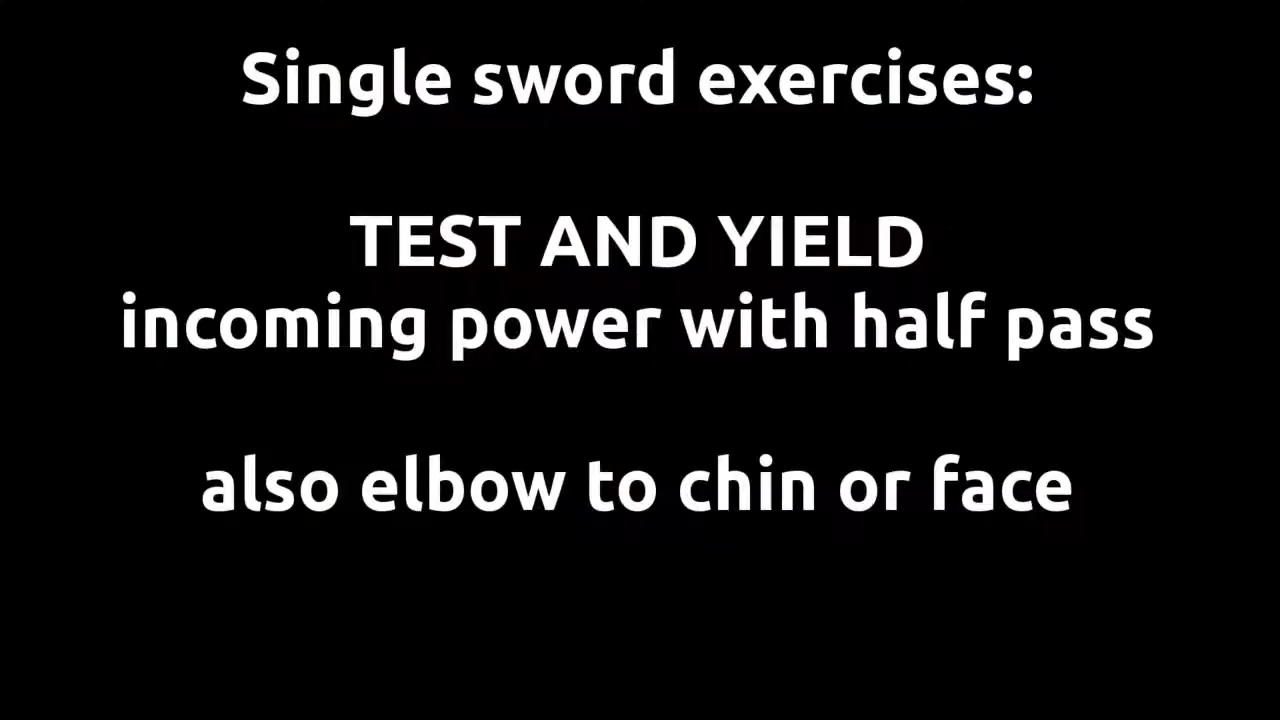 Single sword exercises:
TEST AND YIELD
incoming power with half pass
also elbow to chin or face